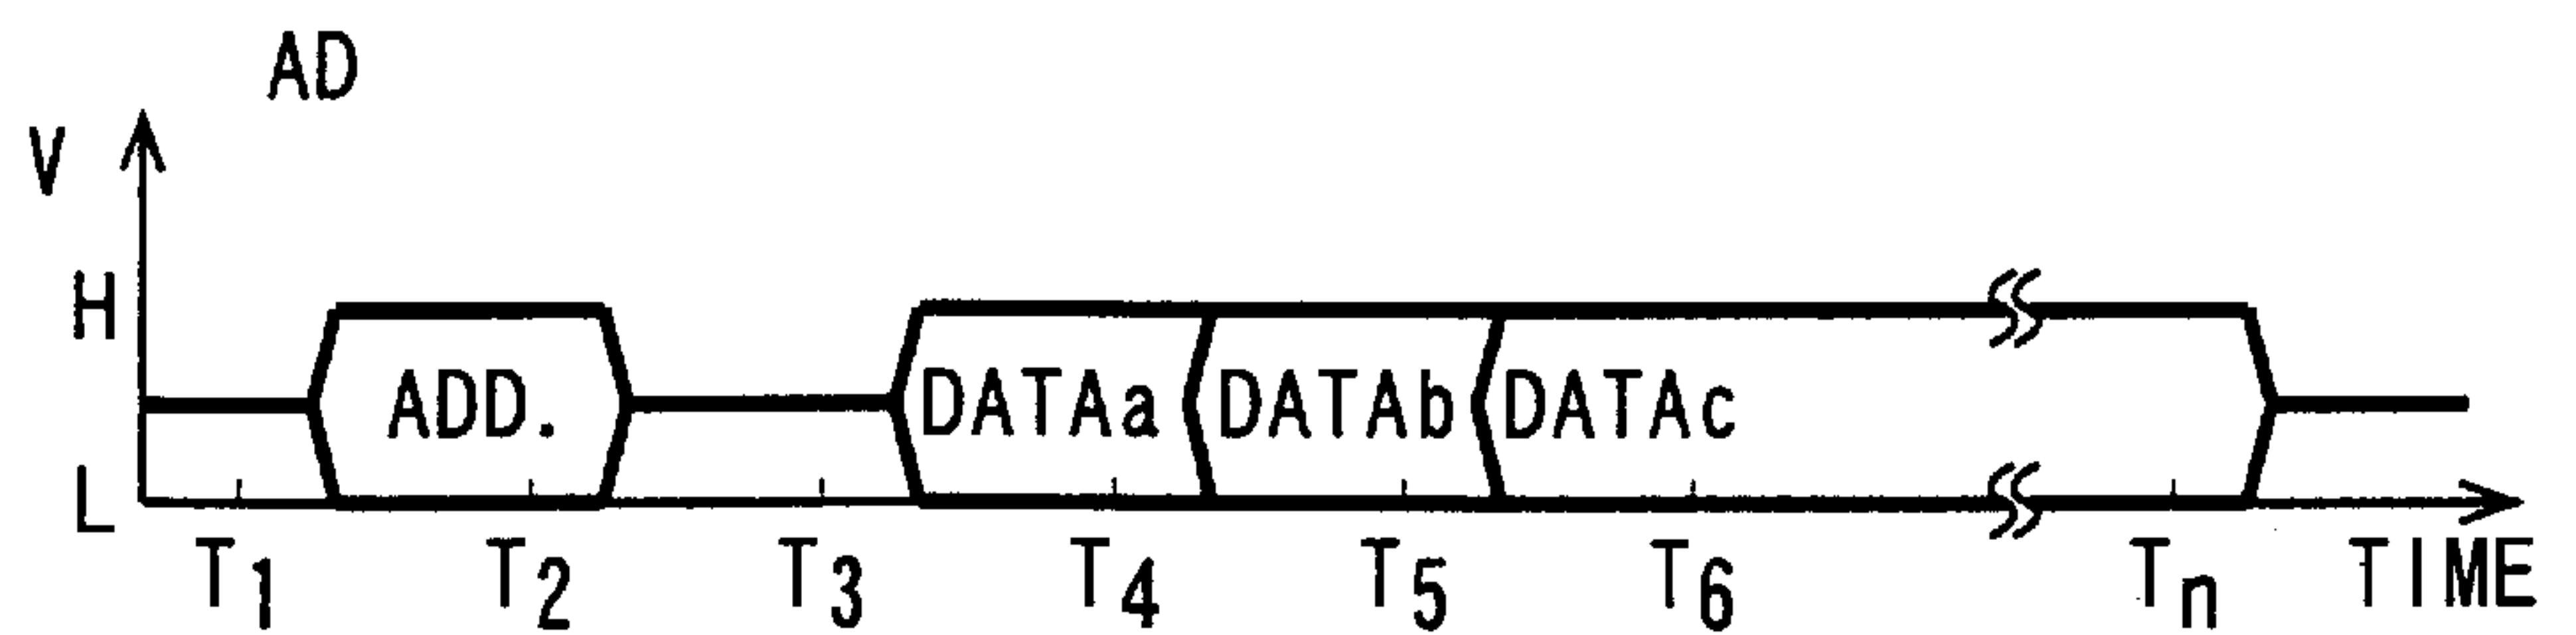 AD
V
H
ADD. DATAa DATAb DATAc
L
T1 T2 T3 T4 T5 T6 Tn TIME